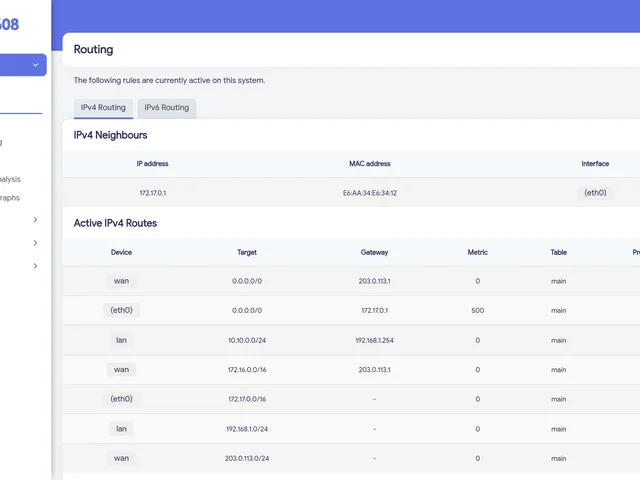 608
Routing
The following rules are currently active on this system.
IPv4 Routing IPv6 Routing
IPv4 Neighbours
IP address MAC address Interface
172.17.0.1 E6:AA:34:E6:34:12 (eth0)
alysis
raphs
Active IPv4 Routes
Device Target Gateway Metric Table Pr
wan 0.0.0.0/0 203.0.113.1 0 main
(eth0) 0.0.0.0/0 172.17.0.1 500 main
lan 10.10.0.0/24 192.168.1.254 0 main
wan 172.16.0.0/16 203.0.113.1 0 main
(eth0) 172.17.0.0/16 - 0 main
lan 192.168.1.0/24 - 0 main
wan 203.0.113.0/24 - 0 main